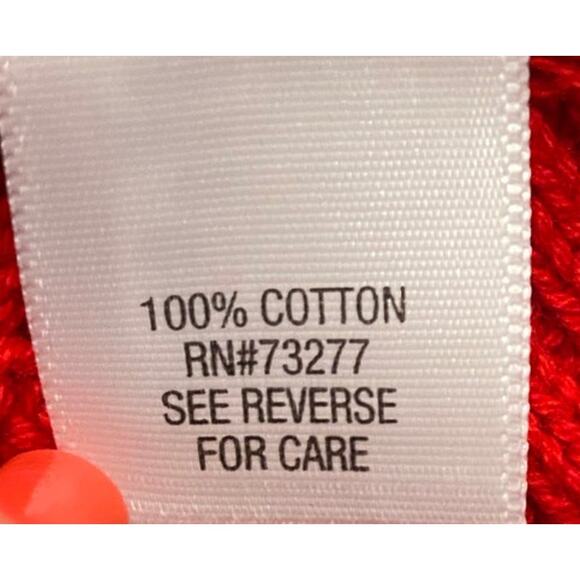 100% COTTON
RN#73277
SEE REVERSE
FOR CARE